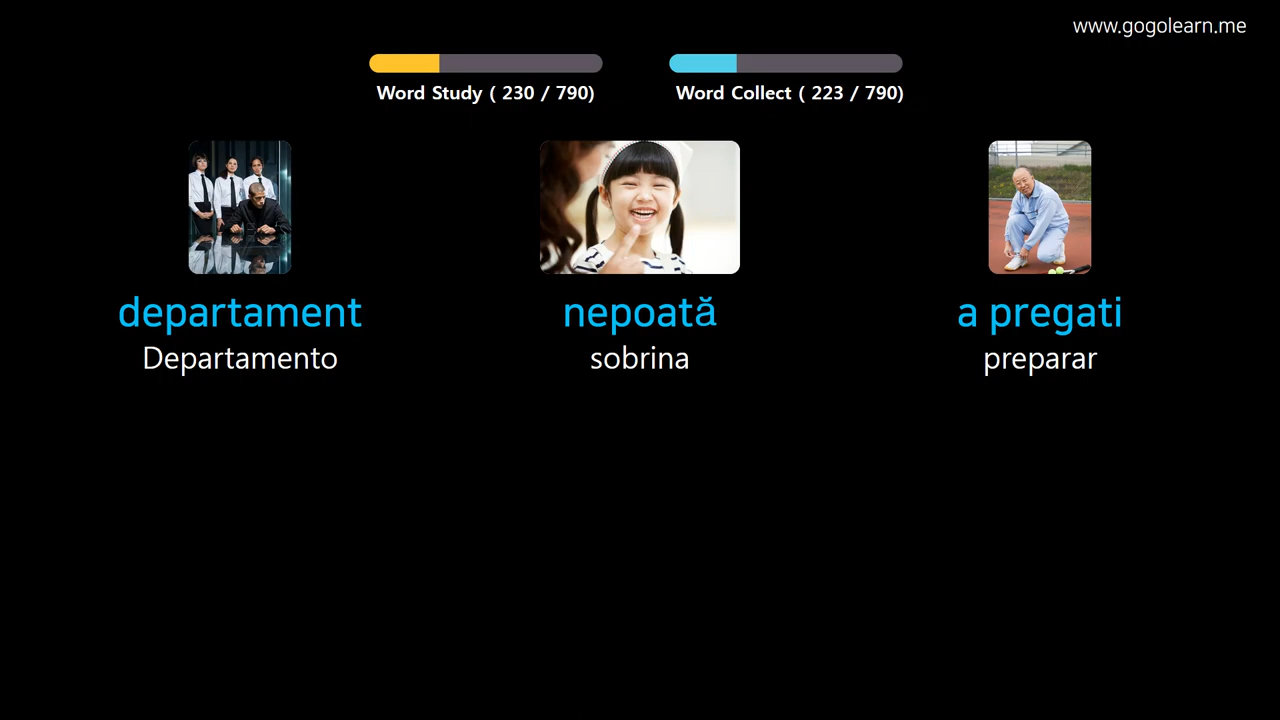 www.gogolearn.me
Word Study ( 230 / 790)
Word Collect ( 223 / 790)
departament
Departamento
nepoată
sobrina
a pregati
preparar